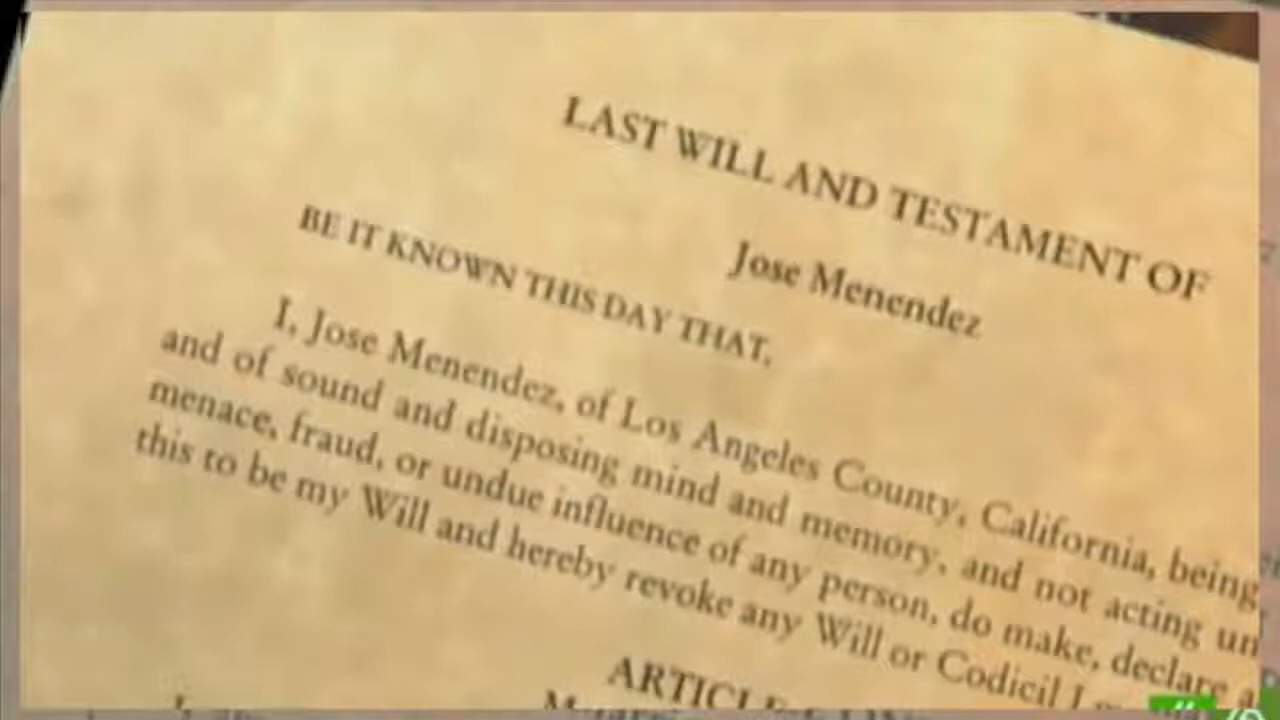 LAST WILL AND TESTAMENT OF
Jose Menendez
BE IT KNOWN THIS DAY THAT,
I, Jose Menendez, of Los Angeles County, California, being
and of sound and disposing mind and memory, and not acting un
menace, fraud, or undue influence of any person, do make, declare a
this to be my Will and hereby revoke any Will or Codicil I
ARTICLE